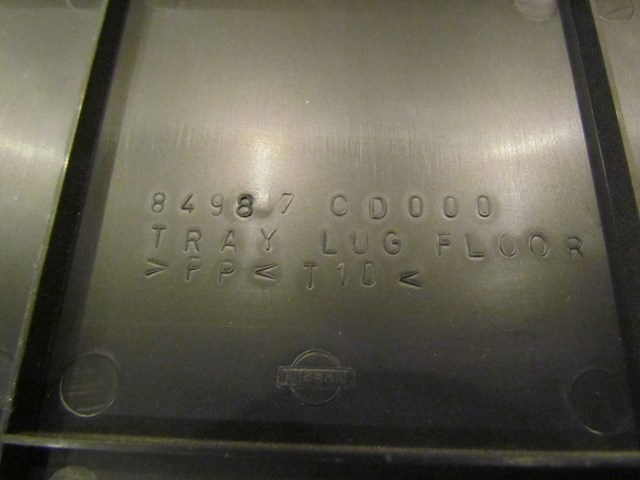 84987 CD000
TRAY LUG FLOOR
>PP< T10 <
NISSAN